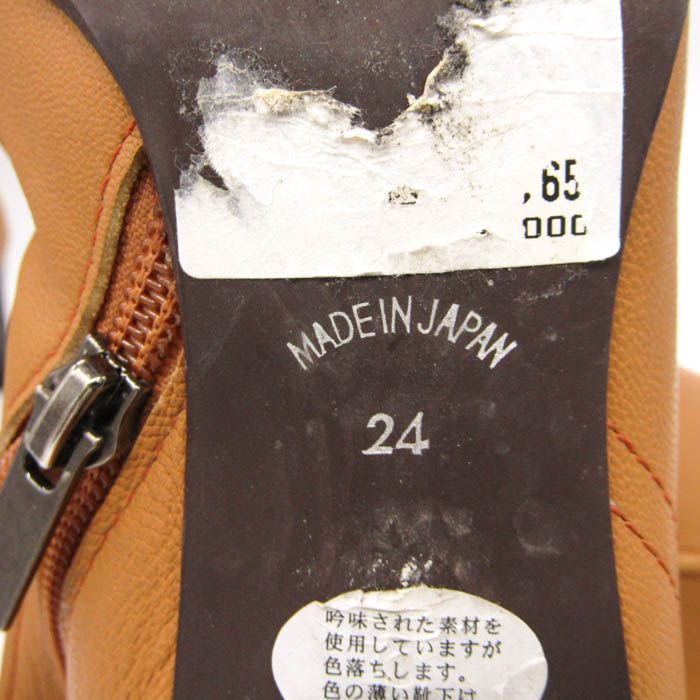 ,65
000
MADE IN JAPAN
24
吟味された素材を
使用していますが
色落ちします。
色の薄い靴下は